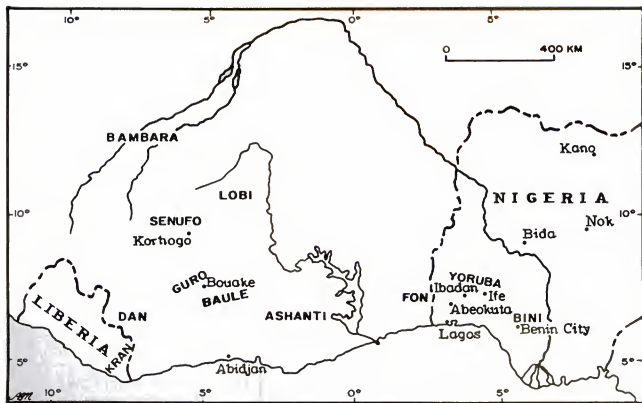 10° 5° 0° 5°
0 400 KM
15° 15°
BAMBARA
Kano
NIGERIA
LOBI
10° 10°
SENUFO
Korhogo
Nok
Bida
GURO
Bouake
BAULE
YORUBA
Ibadan
Ife
FON
Abeokuta
LIBERIA
DAN
ASHANTI
BINI
Benin City
Lagos
KRAN
5° 5°
Abidjan
10° 5° 0° 5°